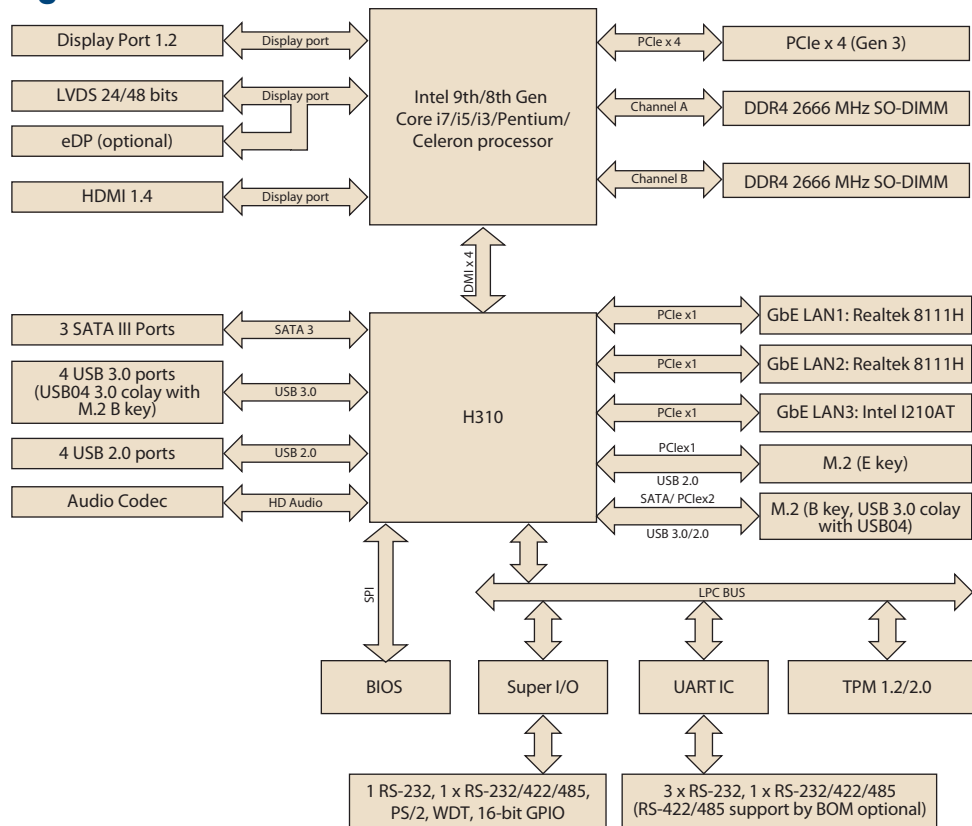 Display Port 1.2
Display port
LVDS 24/48 bits
Display port
eDP (optional)
HDMI 1.4
Display port
Intel 9th/8th Gen
Core i7/i5/i3/Pentium/
Celeron processor
PCIe x 4
PCIe x 4 (Gen 3)
Channel A
DDR4 2666 MHz SO-DIMM
Channel B
DDR4 2666 MHz SO-DIMM
DMI x 4
3 SATA III Ports
SATA 3
4 USB 3.0 ports
(USB04 3.0 colay with
M.2 B key)
USB 3.0
4 USB 2.0 ports
USB 2.0
Audio Codec
HD Audio
H310
PCIe x1
GbE LAN1: Realtek 8111H
PCIe x1
GbE LAN2: Realtek 8111H
PCIe x1
GbE LAN3: Intel I210AT
PCIex1
USB 2.0
M.2 (E key)
SATA/ PCIex2
USB 3.0/2.0
M.2 (B key, USB 3.0 colay
with USB04)
SPI
LPC BUS
BIOS
Super I/O
UART IC
TPM 1.2/2.0
1 RS-232, 1 x RS-232/422/485,
PS/2, WDT, 16-bit GPIO
3 x RS-232, 1 x RS-232/422/485
(RS-422/485 support by BOM optional)